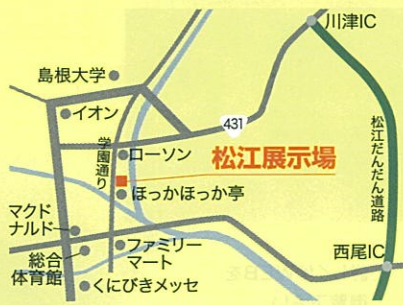 川津IC
島根大学
イオン
431
学園通り
ローソン
松江展示場
松江だんだん道路
ほっかほっか亭
マクド
ナルド
総合
体育館
ファミリー
マート
西尾IC
くにびきメッセ